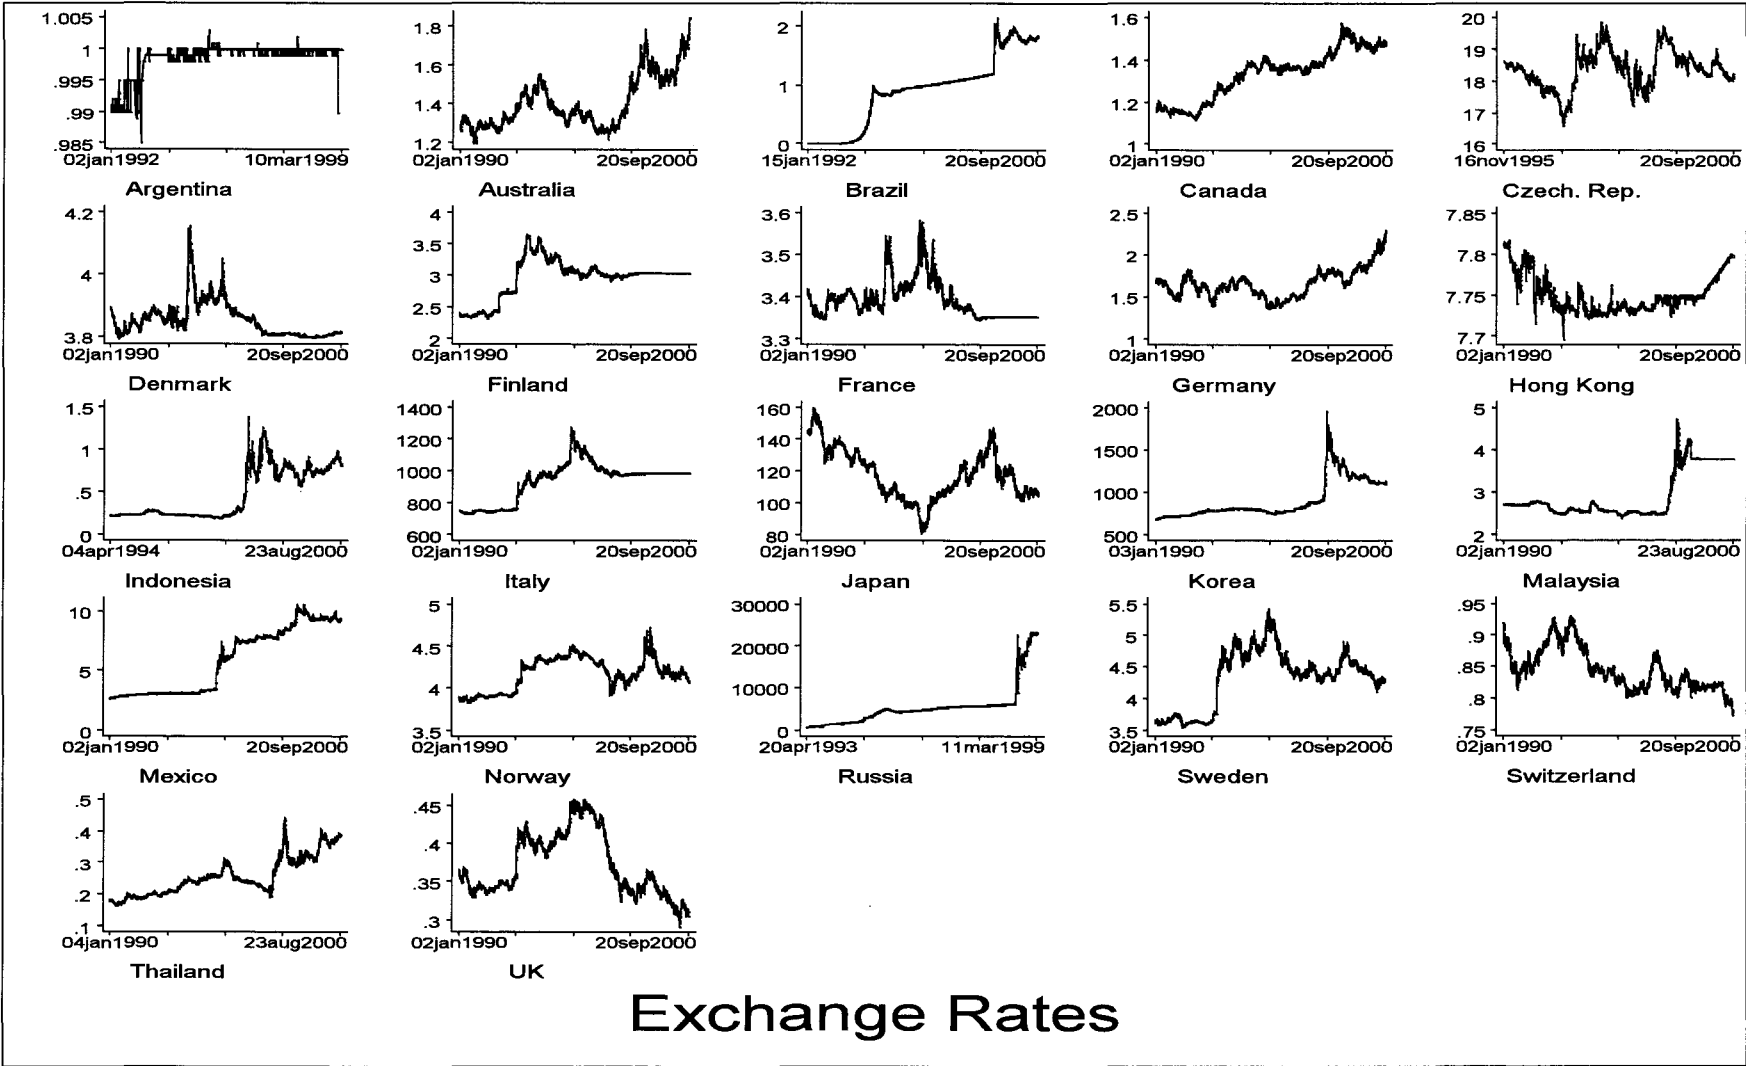 1.005
1
.995
.99
.985
02jan1992 10mar1999
Argentina
1.8
1.6
1.4
1.2
02jan1990 20sep2000
Australia
2
1
0
15jan1992 20sep2000
Brazil
1.6
1.4
1.2
1
02jan1990 20sep2000
Canada
20
19
18
17
16
16nov1995 20sep2000
Czech. Rep.
4.2
4
3.8
02jan1990 20sep2000
Denmark
4
3.5
3
2.5
2
02jan1990 20sep2000
Finland
3.6
3.5
3.4
3.3
02jan1990 20sep2000
France
2.5
2
1.5
1
02jan1990 20sep2000
Germany
7.85
7.8
7.75
7.7
02jan1990 20sep2000
Hong Kong
1.5
1
.5
0
04apr1994 23aug2000
Indonesia
1400
1200
1000
800
600
02jan1990 20sep2000
Italy
160
140
120
100
80
02jan1990 20sep2000
Japan
2000
1500
1000
500
03jan1990 20sep2000
Korea
5
4
3
2
02jan1990 23aug2000
Malaysia
10
5
0
02jan1990 20sep2000
Mexico
5
4.5
4
3.5
02jan1990 20sep2000
Norway
30000
20000
10000
0
20apr1993 11mar1999
Russia
5.5
5
4.5
4
3.5
02jan1990 20sep2000
Sweden
.95
.9
.85
.8
.75
02jan1990 20sep2000
Switzerland
.5
.4
.3
.2
.1
04jan1990 23aug2000
Thailand
.45
.4
.35
.3
02jan1990 20sep2000
UK
Exchange Rates